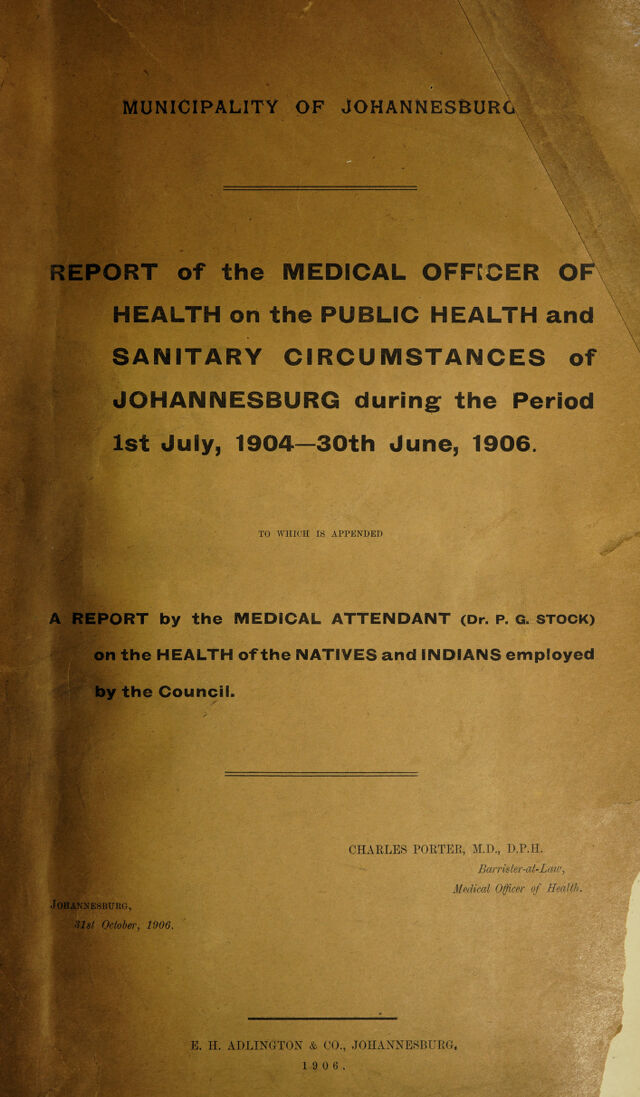 MUNICIPALITY OF JOHANNESBURG
REPORT of the MEDICAL OFFICER OF
HEALTH on the PUBLIC HEALTH and
SANITARY CIRCUMSTANCES of
JOHANNESBURG during the Period
1st July, 1904—30th June, 1906.
TO WHICH IS APPENDED
A REPORT by the MEDICAL ATTENDANT (Dr. P. G. STOCK)
on the HEALTH of the NATIVES and INDIANS employed
by the Council.
CHARLES PORTER, M.D., D.P.H.
Barrister-at-Law,
Medical Officer of Health.
JOHANNESBURG,
31st October, 1906.
E. H. ADLINGTON & CO., JOHANNESBURG.
1906.